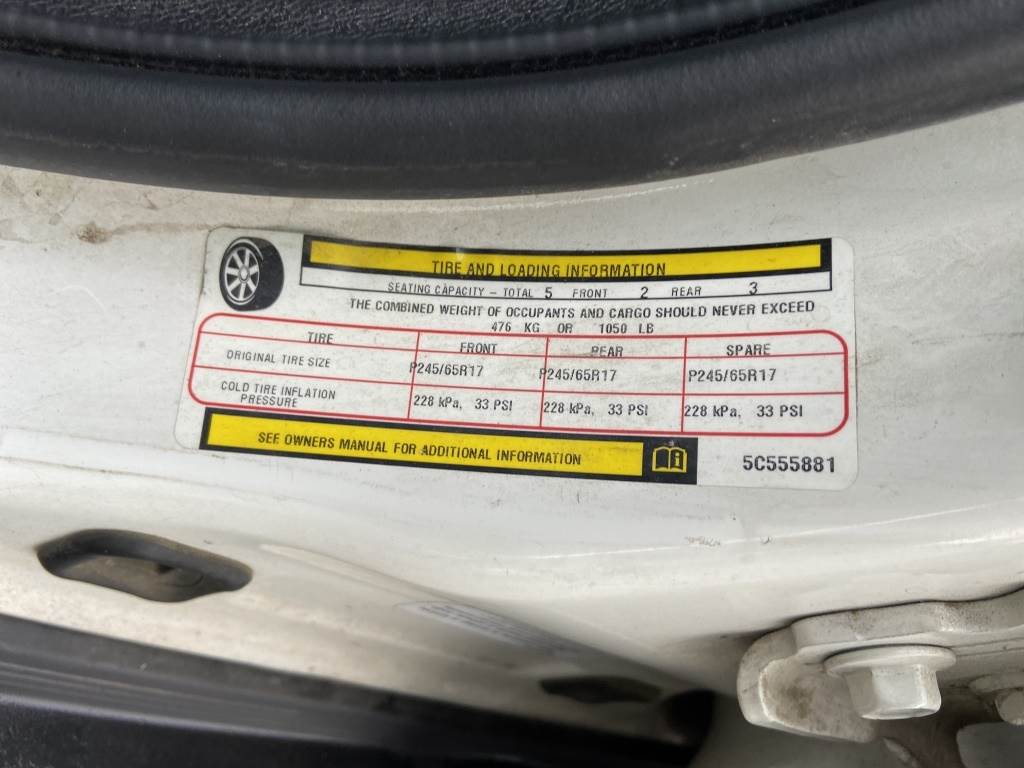 TIRE AND LOADING INFORMATION
SEATING CAPACITY - TOTAL 5 FRONT 2 REAR 3
THE COMBINED WEIGHT OF OCCUPANTS AND CARGO SHOULD NEVER EXCEED
476 KG OR 1050 LB
TIRE FRONT REAR SPARE
ORIGINAL TIRE SIZE P245/65R17 P245/65R17 P245/65R17
COLD TIRE INFLATION
PRESSURE 228 kPa, 33 PSI 228 kPa, 33 PSI 228 kPa, 33 PSI
SEE OWNERS MANUAL FOR ADDITIONAL INFORMATION
5C555881